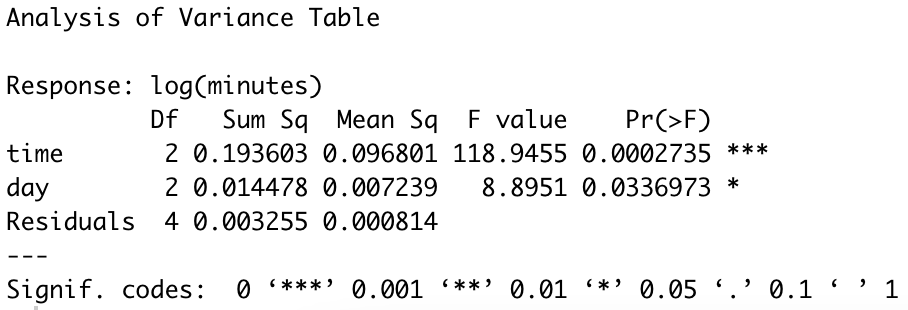 Analysis of Variance Table
Response: log(minutes)
Df Sum Sq Mean Sq F value Pr(>F)
time 2 0.193603 0.096801 118.9455 0.0002735 ***
day 2 0.014478 0.007239 8.8951 0.0336973 *
Residuals 4 0.003255 0.000814
---
Signif. codes: 0 ‘***’ 0.001 ‘**’ 0.01 ‘*’ 0.05 ‘.’ 0.1 ‘ ’ 1